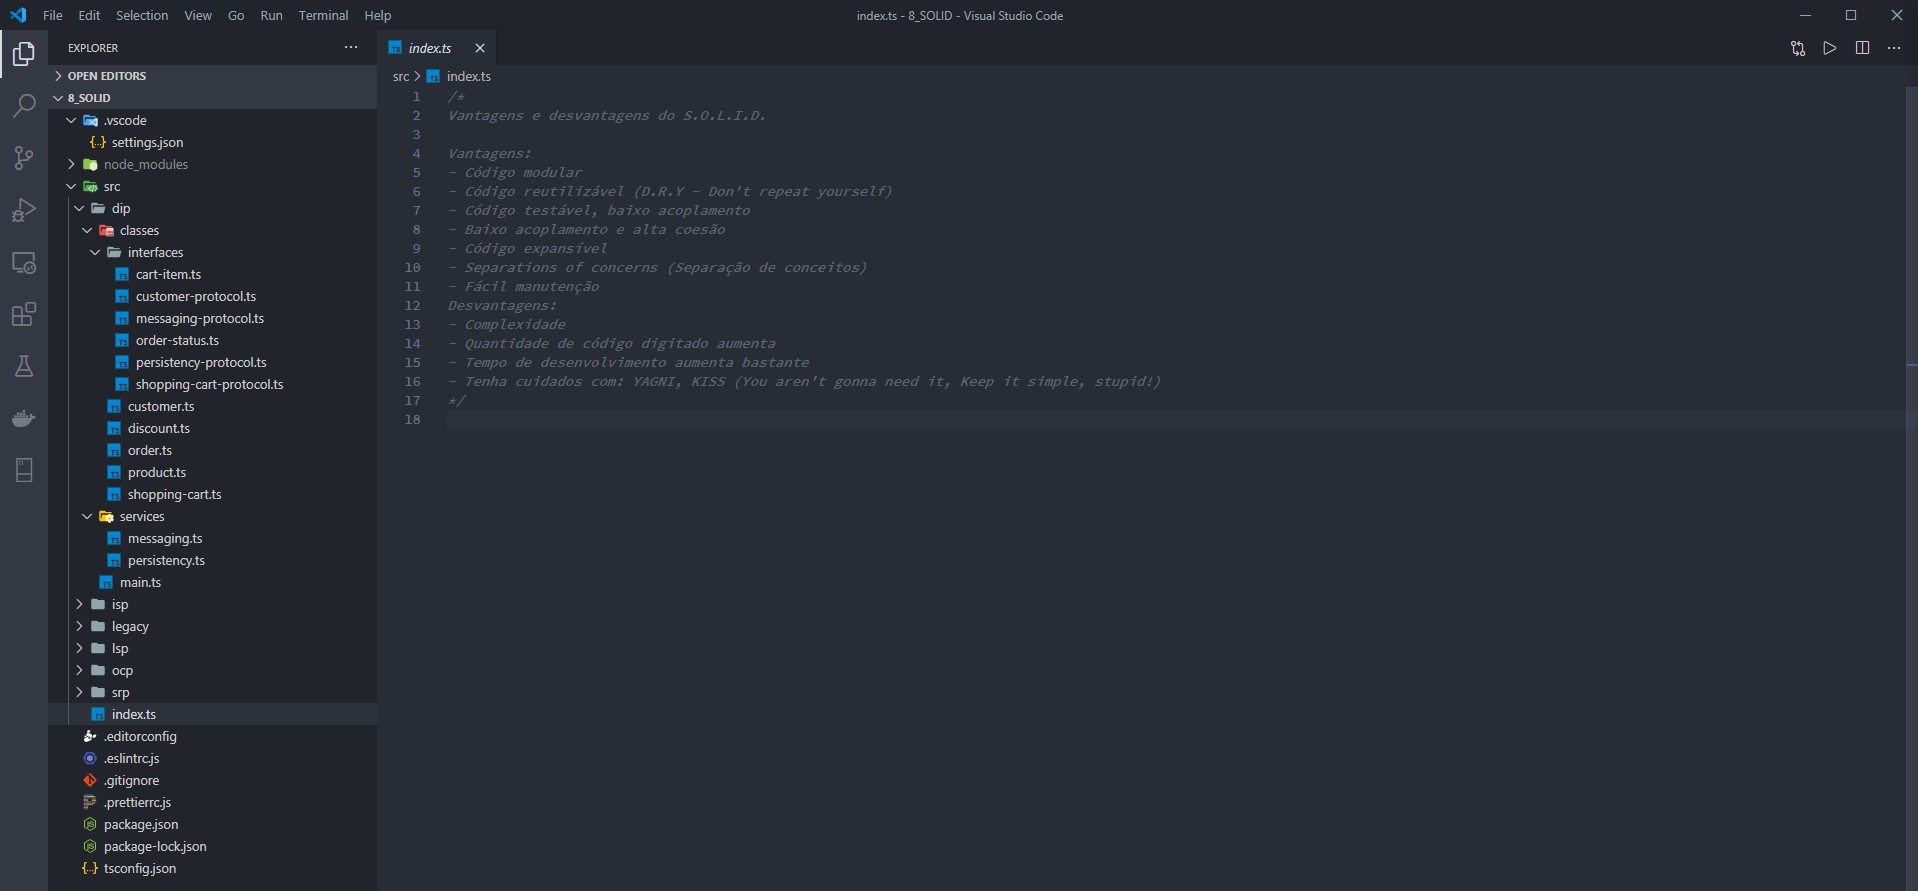 File Edit Selection View Go Run Terminal Help
index.ts - 8_SOLID - Visual Studio Code
EXPLORER
OPEN EDITORS
8_SOLID
.vscode
settings.json
node_modules
src
dip
classes
interfaces
cart-item.ts
customer-protocol.ts
messaging-protocol.ts
order-status.ts
persistency-protocol.ts
shopping-cart-protocol.ts
customer.ts
discount.ts
order.ts
product.ts
shopping-cart.ts
services
messaging.ts
persistency.ts
main.ts
isp
legacy
lsp
ocp
srp
index.ts
.editorconfig
.eslintrc.js
.gitignore
.prettierrc.js
package.json
package-lock.json
tsconfig.json
index.ts
src > index.ts
1 /*
2 Vantagens e desvantagens do S.O.L.I.D.
3
4 Vantagens:
5 - Código modular
6 - Código reutilizável (D.R.Y - Don't repeat yourself)
7 - Código testável, baixo acoplamento
8 - Baixo acoplamento e alta coesão
9 - Código expansível
10 - Separations of concerns (Separação de conceitos)
11 - Fácil manutenção
12 Desvantagens:
13 - Complexidade
14 - Quantidade de código digitado aumenta
15 - Tempo de desenvolvimento aumenta bastante
16 - Tenha cuidados com: YAGNI, KISS (You aren't gonna need it, Keep it simple, stupid!)
17 */
18